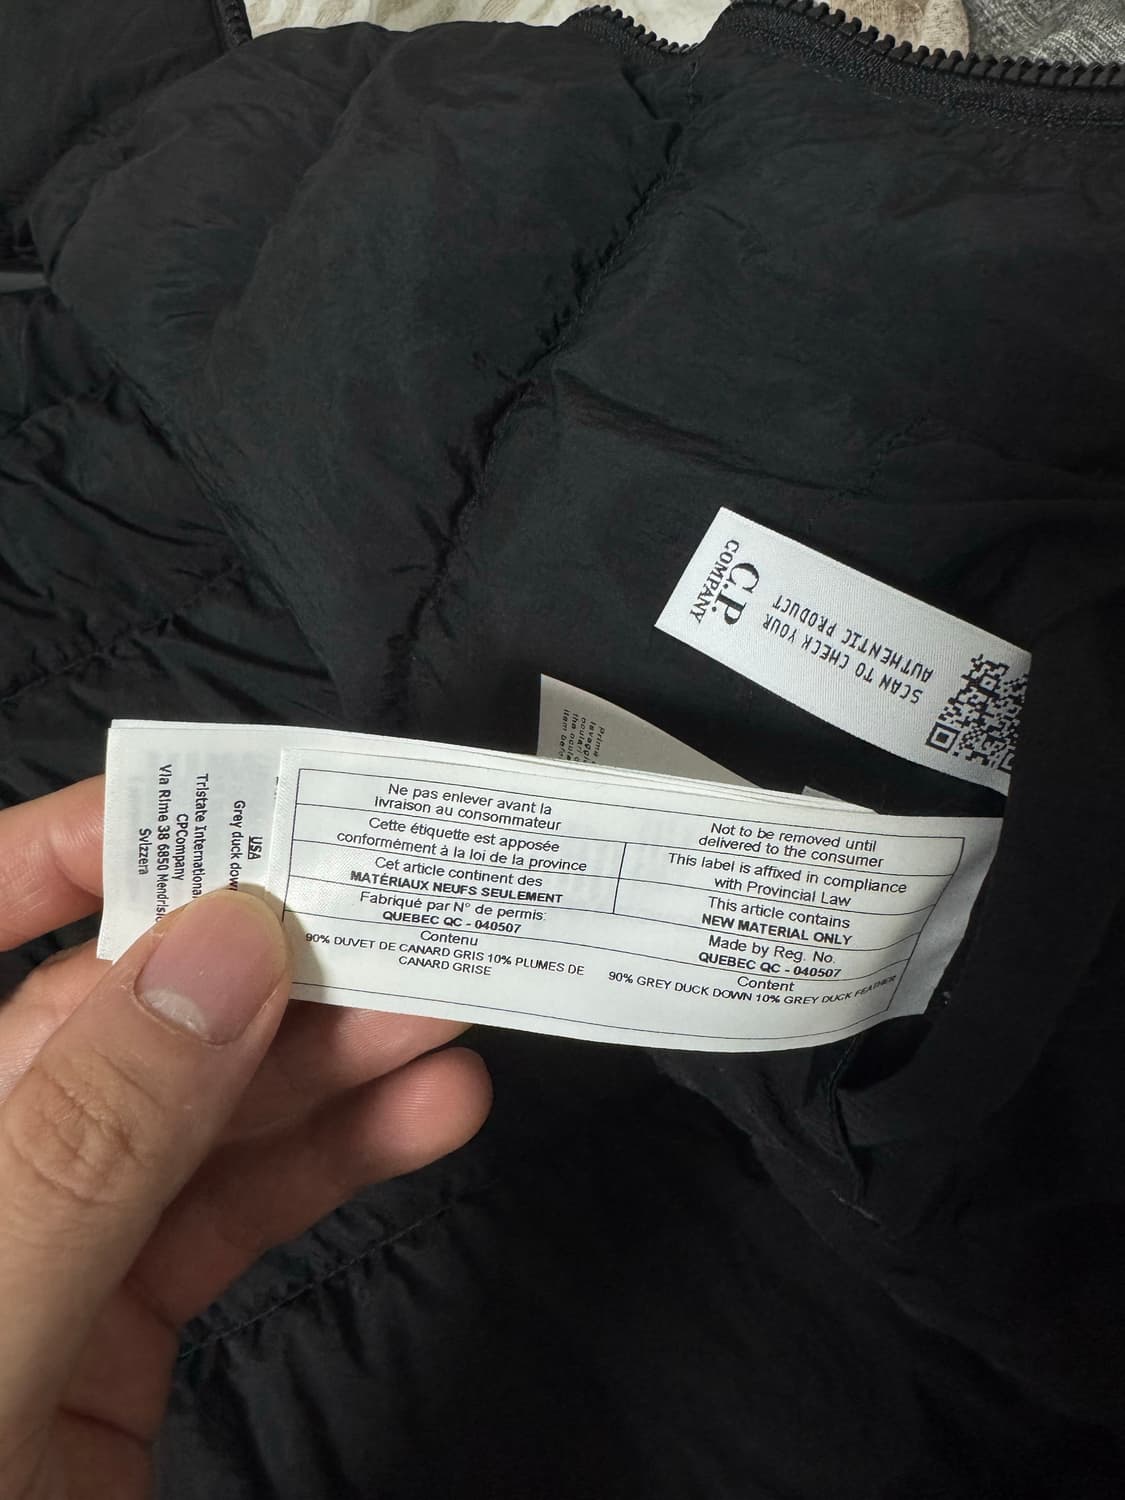 C.P.
COMPANY
SCAN TO CHECK YOUR
AUTHENTIC PRODUCT
Prima
lavaggi
the
USA
Grey duck
Tristate International
CPCompany
Via Rime 38 6850
Svizzera
Ne pas enlever avant la
livraison au consommateur
Cette étiquette est apposée
conformément à la loi de la province
Cet article continent des
MATÉRIAUX NEUFS SEULEMENT
Fabriqué par N° de permis:
QUEBEC QC - 040507
Contenu
90% DUVET DE CANARD GRIS 10% PLUMES DE
CANARD GRISE
Not to be removed until
delivered to the consumer
This label is affixed in compliance
with Provincial Law
This article contains
NEW MATERIAL ONLY
Made by Reg. No.
QUEBEC QC - 040507
Content
90% GREY DUCK DOWN 10% GREY DUCK FEATHER